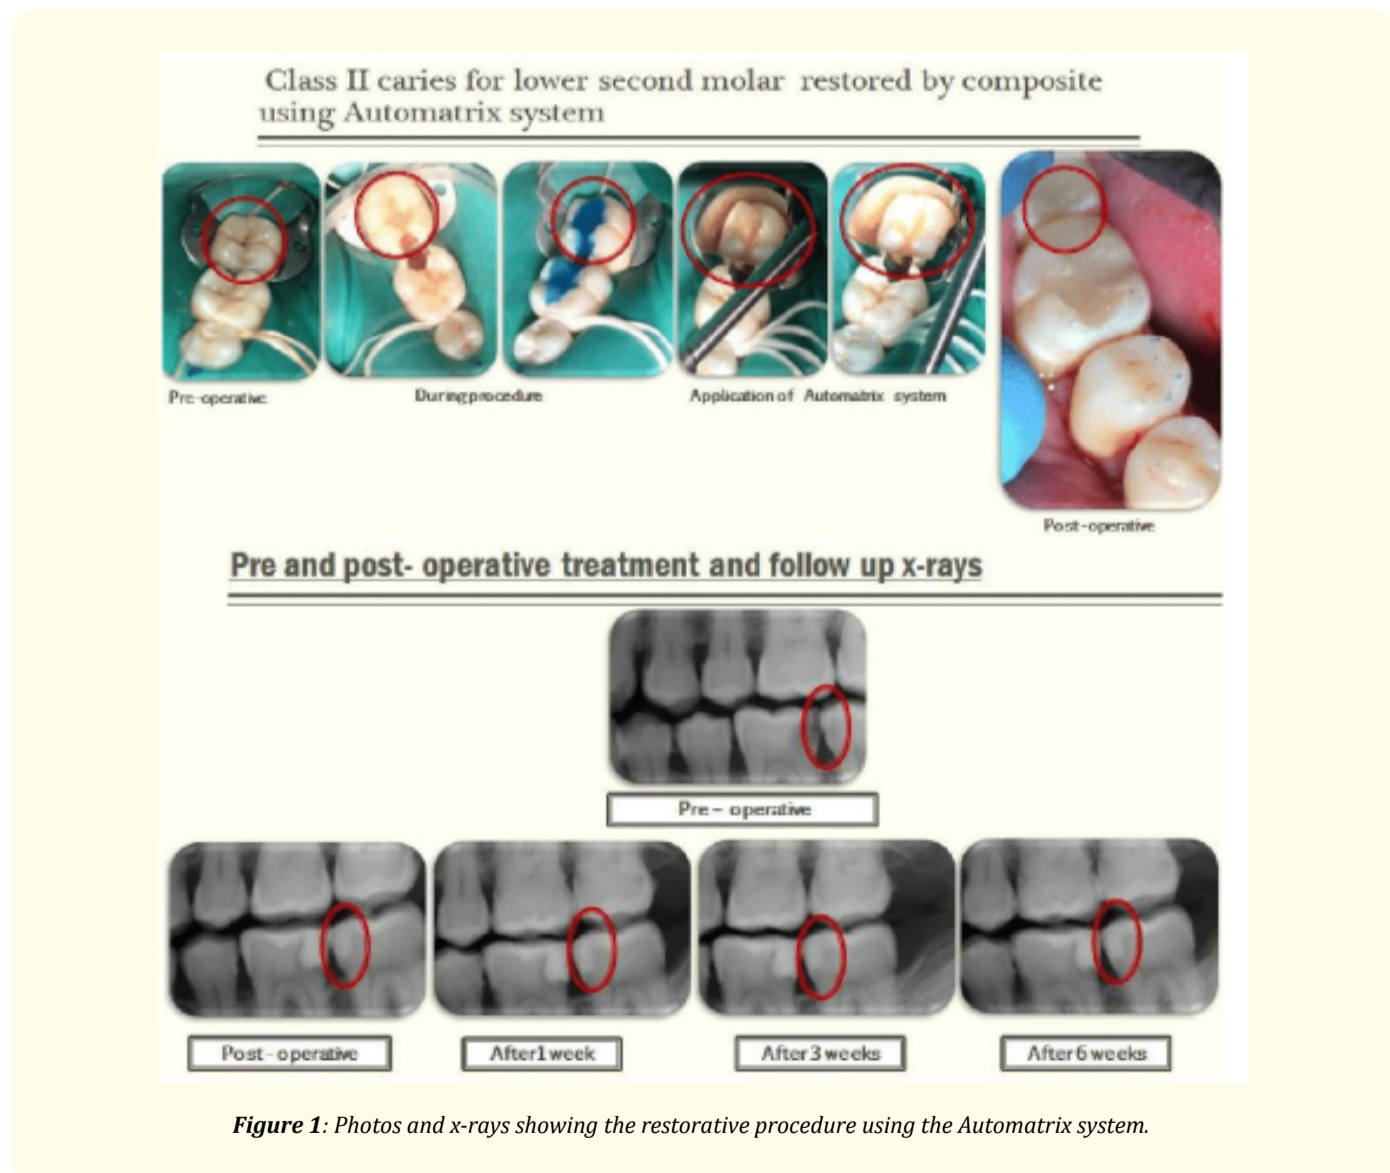 Class II caries for lower second molar restored by composite
using Automatrix system
Pre-operative
During procedure
Application of Automatrix system
Post-operative
Pre and post- operative treatment and follow up x-rays
Pre – operative
Post- operative
After 1 week
After 3 weeks
After 6 weeks
Figure 1: Photos and x-rays showing the restorative procedure using the Automatrix system.